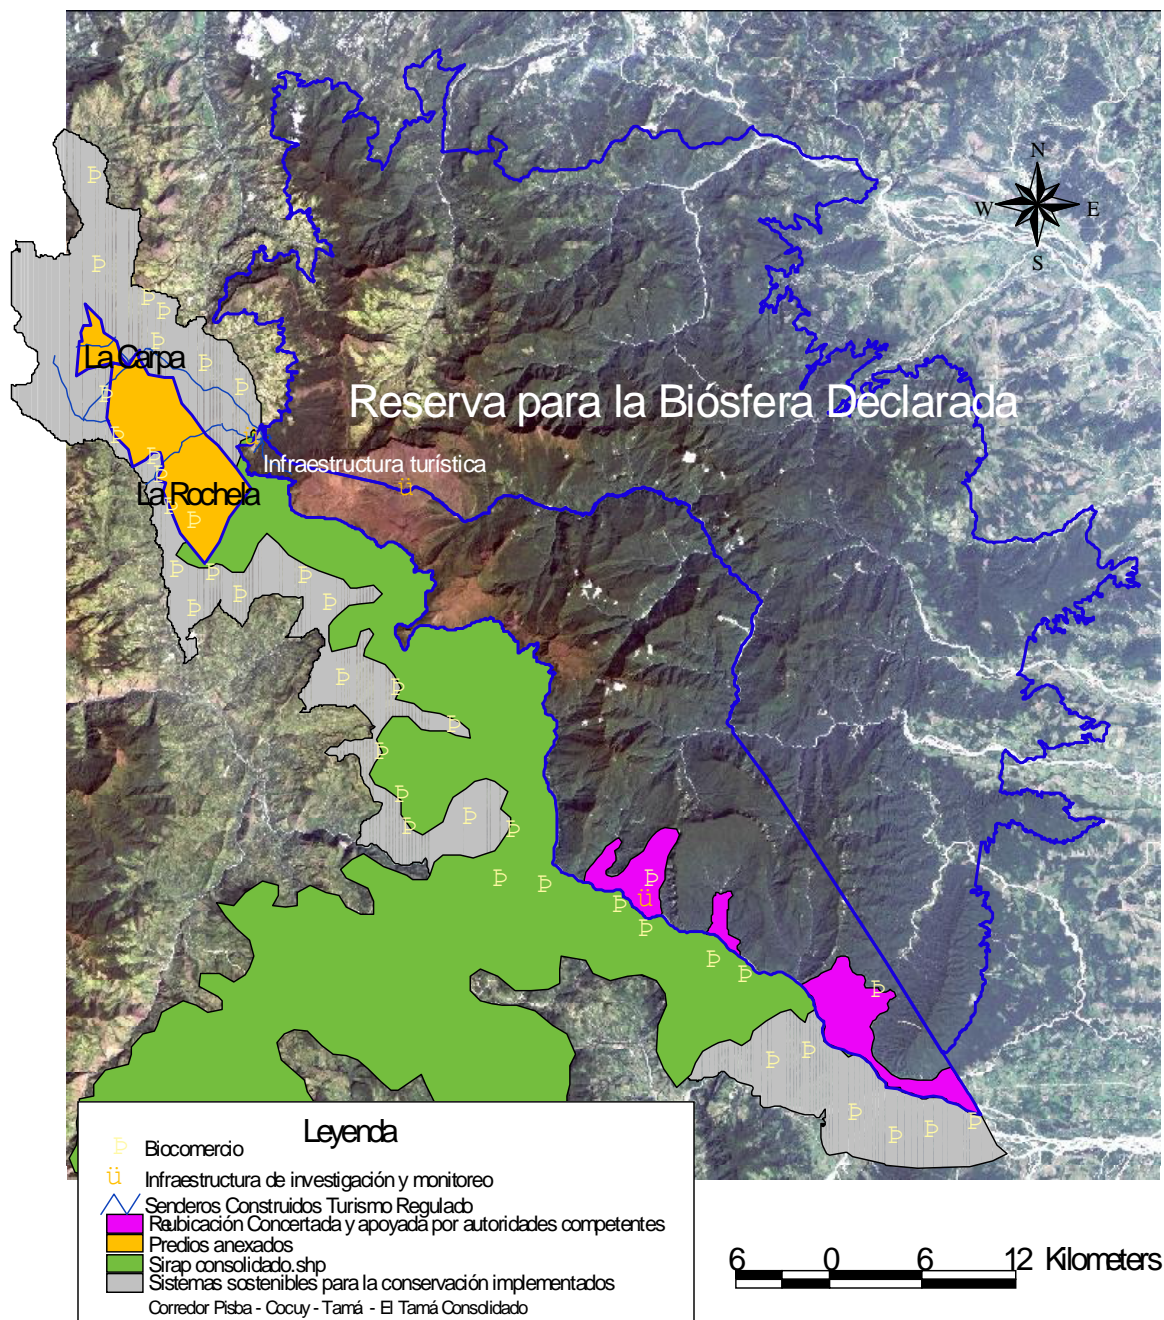 N
W E
S
La Carpa
Reserva para la Biósfera Declarada
Infraestructura turística
La Rochela
Leyenda
Biocomercio
Infraestructura de investigación y monitoreo
Senderos Construidos Turismo Regulado
Reubicación Concertada y apoyada por autoridades competentes
Predios anexados
Sirap consolidado.shp
Sistemas sostenibles para la conservación implementados
Corredor Pisba - Cocuy - Tamá - El Tamá Consolidado
6 0 6 12 Kilometers